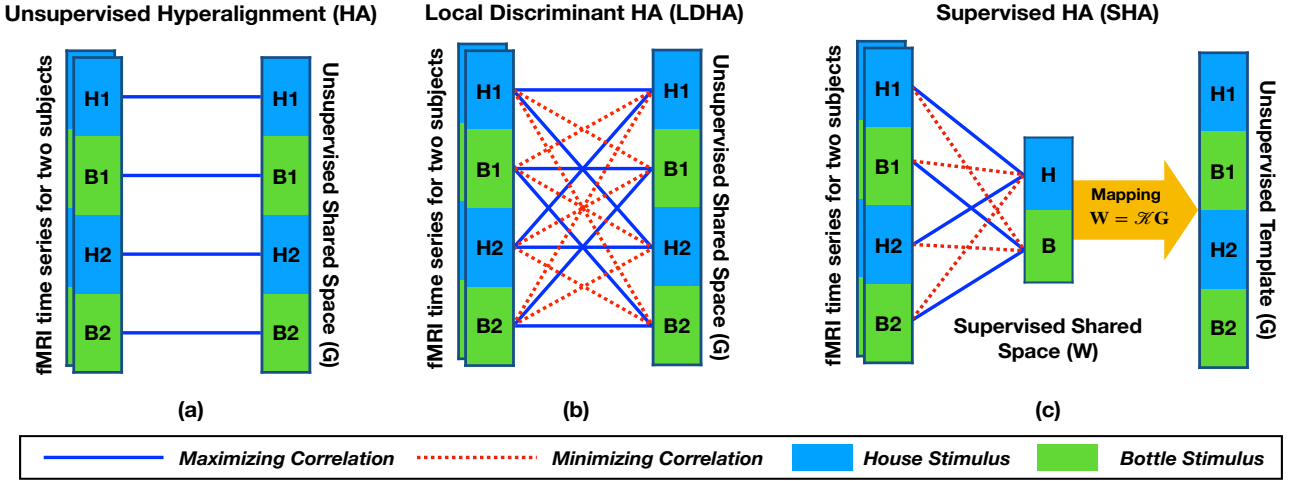 Unsupervised Hyperalignment (HA)
fMRI time series for two subjects
H1
B1
H2
B2
H1
B1
H2
B2
Unsupervised Shared Space (G)
(a)
Local Discriminant HA (LDHA)
fMRI time series for two subjects
H1
B1
H2
B2
H1
B1
H2
B2
Unsupervised Shared Space (G)
(b)
Supervised HA (SHA)
fMRI time series for two subjects
H1
B1
H2
B2
H
B
Supervised Shared
Space (W)
Mapping
W = 𝒦G
H1
B1
H2
B2
Unsupervised Template (G)
(c)
Maximizing Correlation
Minimizing Correlation
House Stimulus
Bottle Stimulus